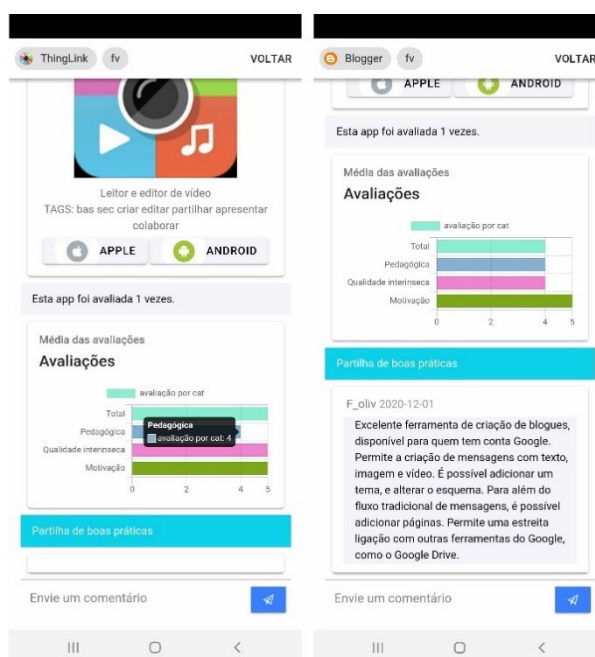 ThingLink fv VOLTAR
Leitor e editor de vídeo
TAGS: bas sec criar editar partilhar apresentar
colaborar
APPLE ANDROID
Esta app foi avaliada 1 vezes.
Média das avaliações
Avaliações
avaliação por cat
Total
Pedagógica
Qualidade interinseca
Motivação
Pedagógica
avaliação por cat: 4
0 2 4 5
Partilha de boas práticas
Envie um comentário
Blogger fv VOLTAR
APPLE ANDROID
Esta app foi avaliada 1 vezes.
Média das avaliações
Avaliações
avaliação por cat
Total
Pedagógica
Qualidade interinseca
Motivação
0 2 4 5
Partilha de boas práticas
F_oliv 2020-12-01
Excelente ferramenta de criação de blogues,
disponível para quem tem conta Google.
Permite a criação de mensagens com texto,
imagem e vídeo. É possível adicionar um
tema, e alterar o esquema. Para além do
fluxo tradicional de mensagens, é possível
adicionar páginas. Permite uma estreita
ligação com outras ferramentas do Google,
como o Google Drive.
Envie um comentário